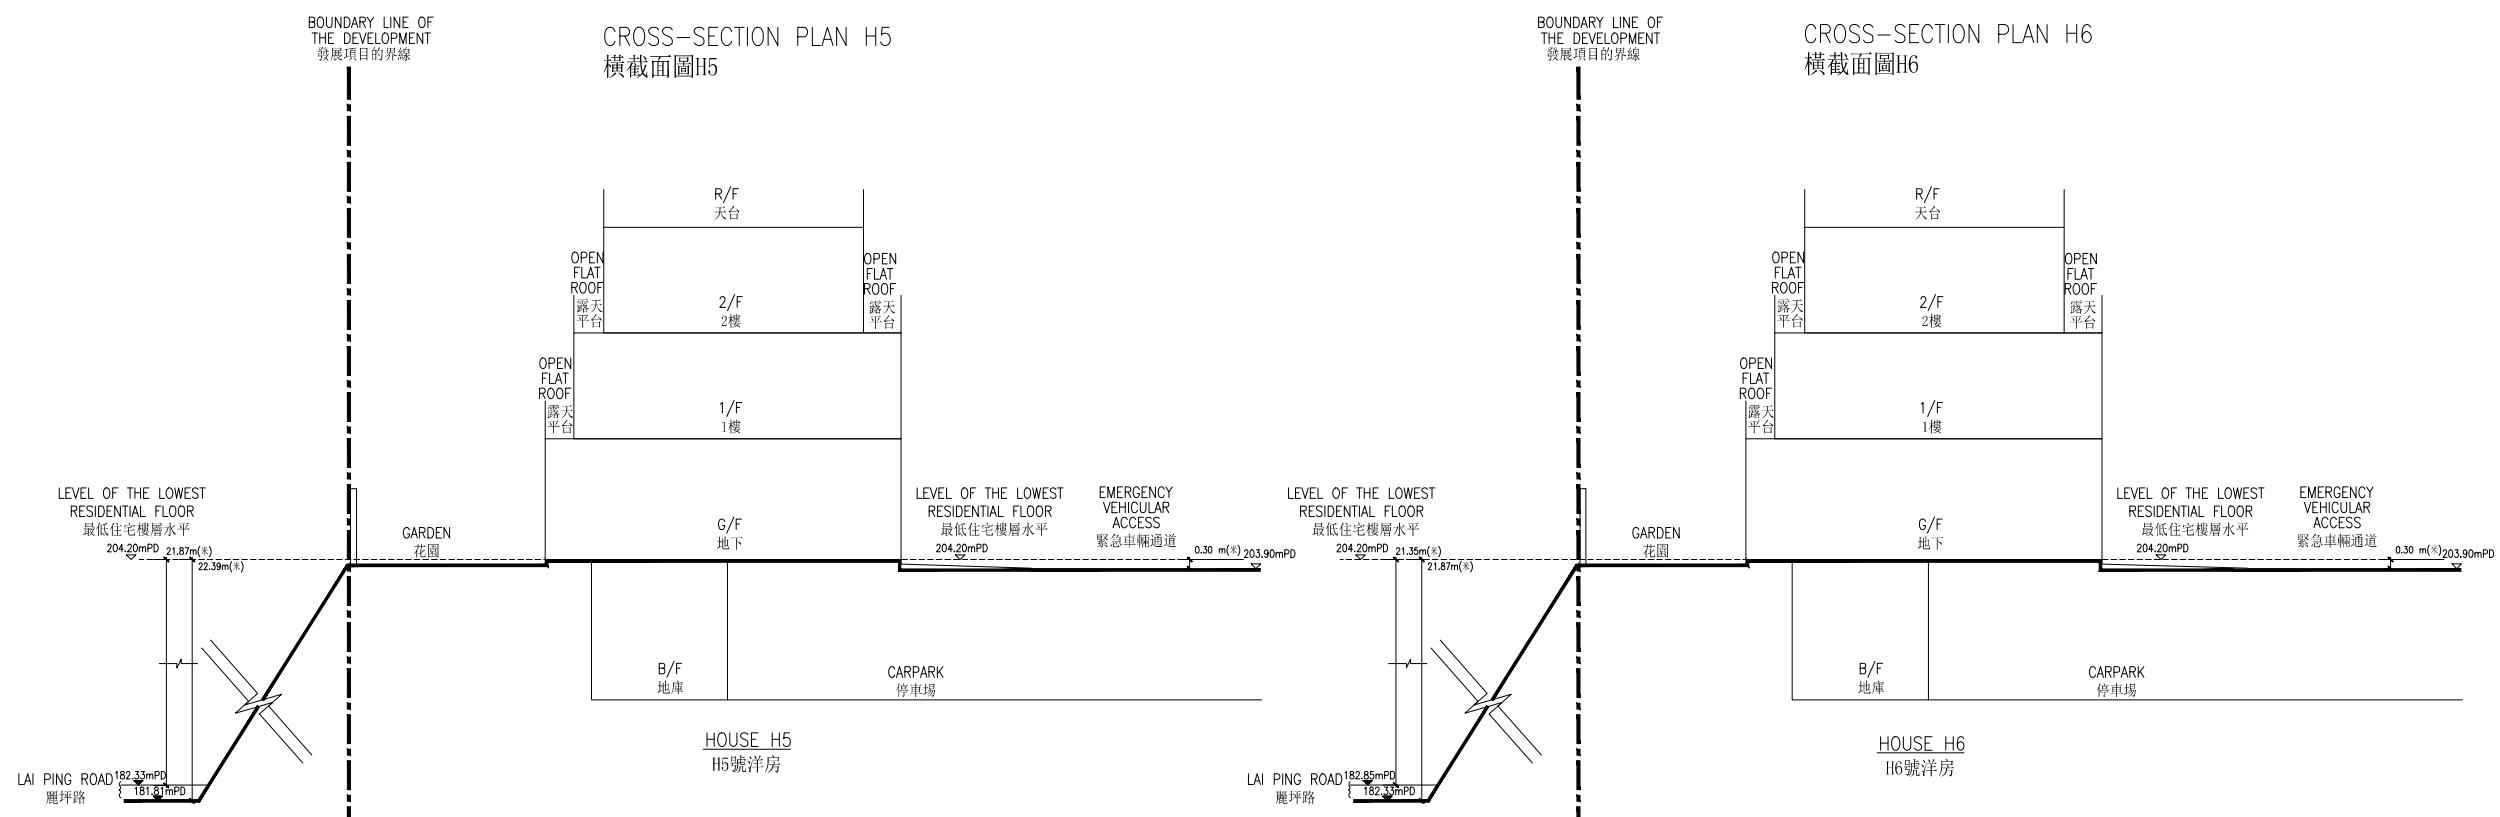 BOUNDARY LINE OF
THE DEVELOPMENT
發展項目的界線
CROSS-SECTION PLAN H5
橫截面圖H5
R/F
天台
OPEN
FLAT
ROOF
露天
平台
OPEN
FLAT
ROOF
露天
平台
2/F
2樓
OPEN
FLAT
ROOF
露天
平台
1/F
1樓
LEVEL OF THE LOWEST
RESIDENTIAL FLOOR
最低住宅樓層水平
204.20mPD
21.87m(米)
22.39m(米)
GARDEN
花園
G/F
地下
LEVEL OF THE LOWEST
RESIDENTIAL FLOOR
最低住宅樓層水平
204.20mPD
EMERGENCY
VEHICULAR
ACCESS
緊急車輛通道
0.30 m(米)
203.90mPD
B/F
地庫
CARPARK
停車場
HOUSE H5
H5號洋房
LAI PING ROAD
麗坪路
182.33mPD
181.81mPD
BOUNDARY LINE OF
THE DEVELOPMENT
發展項目的界線
CROSS-SECTION PLAN H6
橫截面圖H6
R/F
天台
OPEN
FLAT
ROOF
露天
平台
OPEN
FLAT
ROOF
露天
平台
2/F
2樓
OPEN
FLAT
ROOF
露天
平台
1/F
1樓
LEVEL OF THE LOWEST
RESIDENTIAL FLOOR
最低住宅樓層水平
204.20mPD
21.35m(米)
21.87m(米)
GARDEN
花園
G/F
地下
LEVEL OF THE LOWEST
RESIDENTIAL FLOOR
最低住宅樓層水平
204.20mPD
EMERGENCY
VEHICULAR
ACCESS
緊急車輛通道
0.30 m(米)
203.90mPD
B/F
地庫
CARPARK
停車場
HOUSE H6
H6號洋房
LAI PING ROAD
麗坪路
182.85mPD
182.33mPD